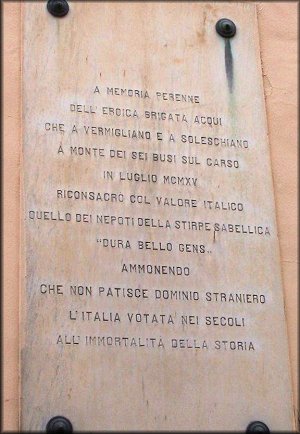 A MEMORIA PERENNE
DELL'EROICA BRIGATA ACQUI
CHE A VERMIGLIANO E A SOLESCHIANO
A MONTE DEI SEI BUSI SUL CARSO
IN LUGLIO MCMXV
RICONSACRO COL VALORE ITALICO
QUELLO DEI NEPOTI DELLA STIRPE SABELLICA
"DURA BELLO GENS„
AMMONENDO
CHE NON PATISCE DOMINIO STRANIERO
L'ITALIA VOTATA NEI SECOLI
ALL'IMMORTALITÀ DELLA STORIA